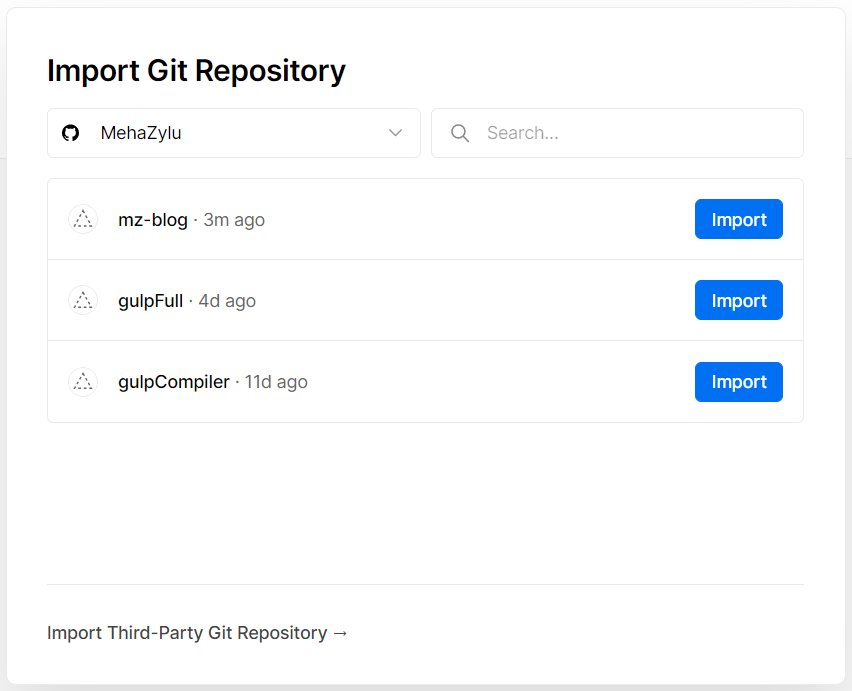 Import Git Repository
MehaZylu
Search...
mz-blog · 3m ago
Import
gulpFull · 4d ago
Import
gulpCompiler · 11d ago
Import
Import Third-Party Git Repository →